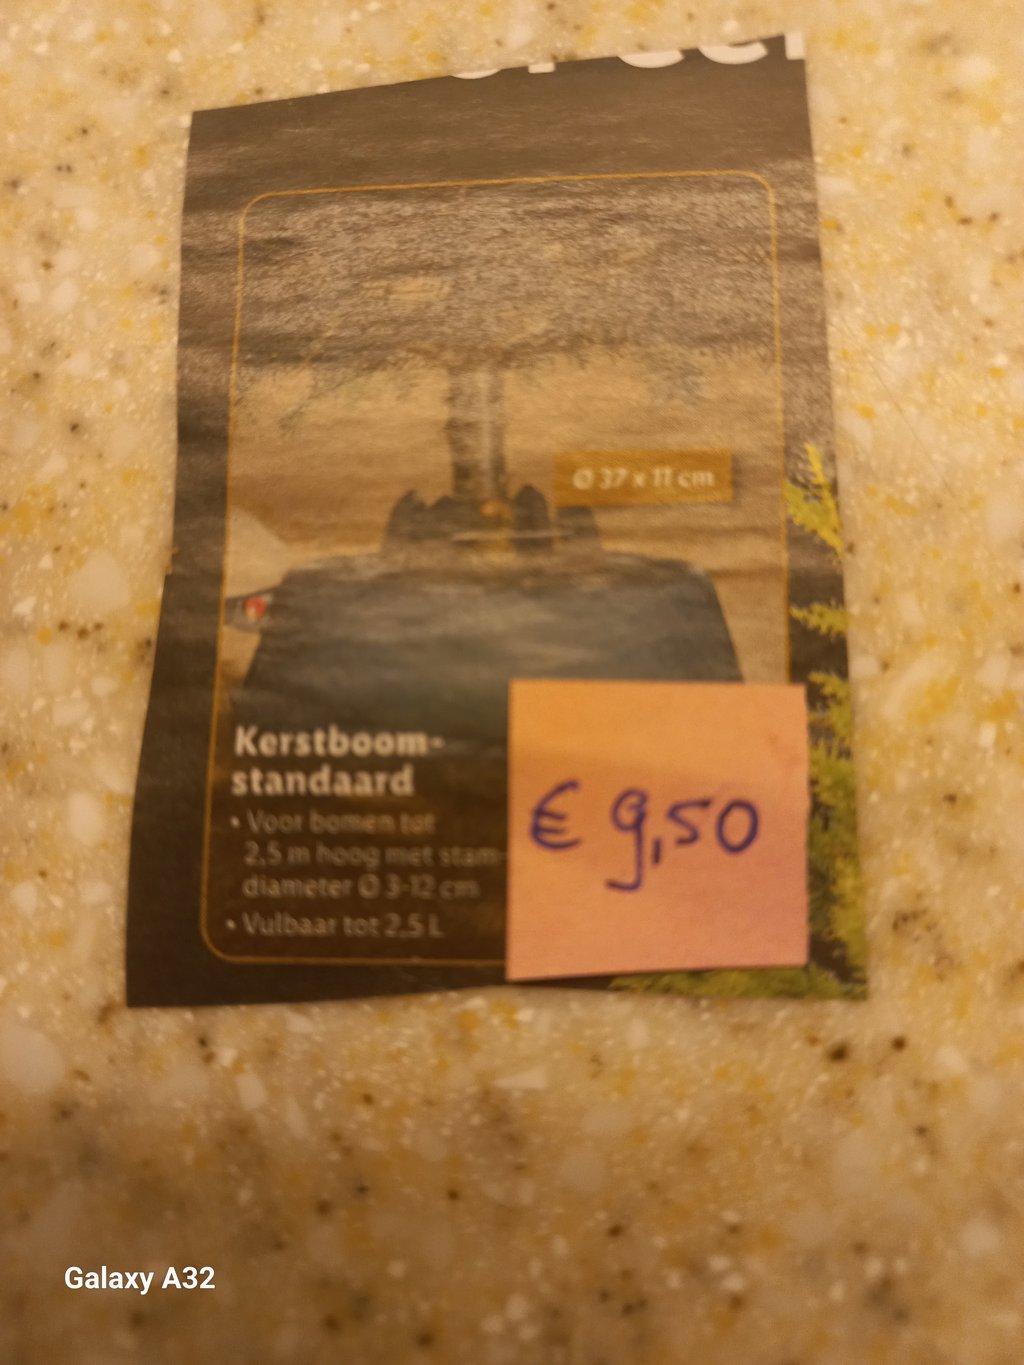 Ø 37 x 11 cm
Kerstboom-
standaard
• Voor bomen tot
2,5 m hoog met stam-
diameter Ø 3-12 cm
• Vulbaar tot 2,5 L
€ 9,50
Galaxy A32